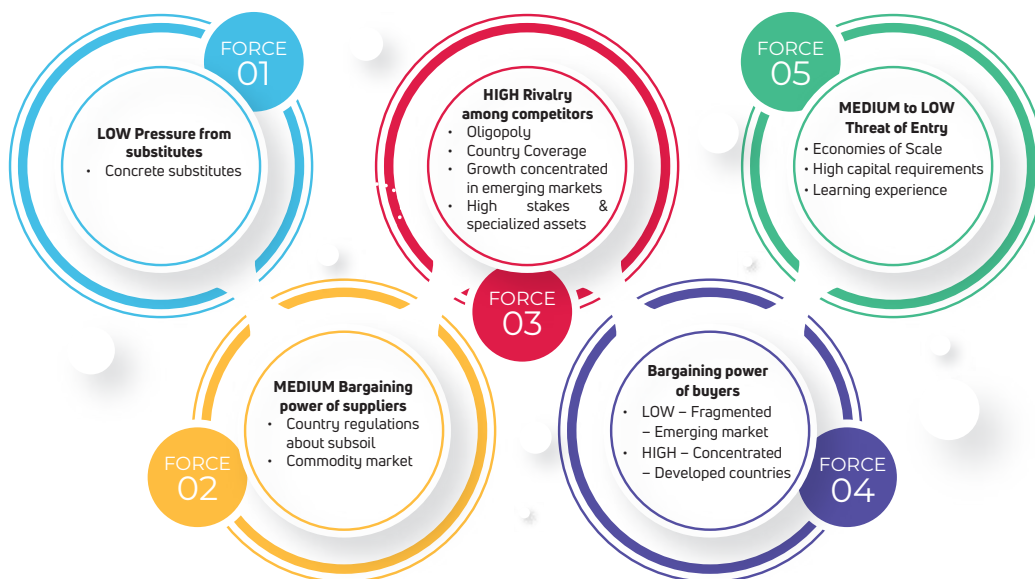 FORCE
01
LOW Pressure from
substitutes
• Concrete substitutes
FORCE
02
MEDIUM Bargaining
power of suppliers
• Country regulations
about subsoil
• Commodity market
HIGH Rivalry
among competitors
• Oligopoly
• Country Coverage
• Growth concentrated
in emerging markets
• High stakes &
specialized assets
FORCE
03
Bargaining power
of buyers
• LOW – Fragmented
– Emerging market
• HIGH – Concentrated
– Developed countries
FORCE
04
FORCE
05
MEDIUM to LOW
Threat of Entry
• Economies of Scale
• High capital requirements
• Learning experience